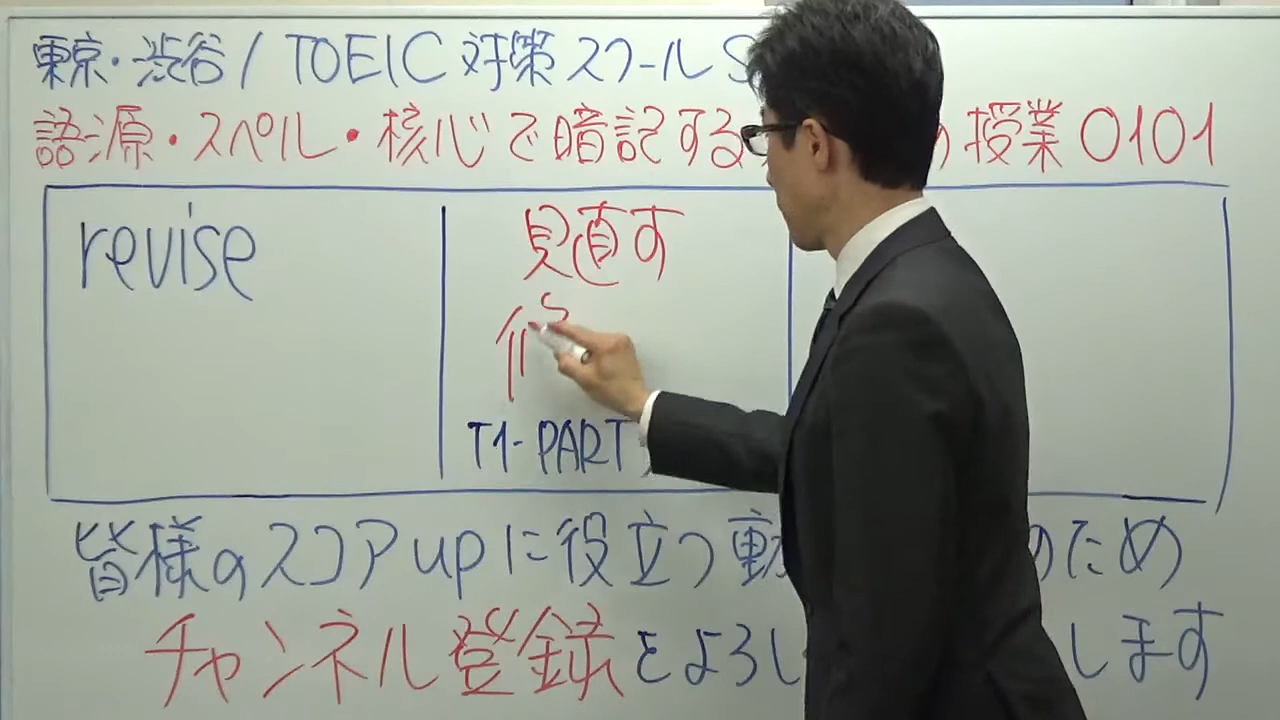 東京・渋谷 / TOEIC 対策 スクール S
語源・スペル・核心で暗記する 授業 0101
revise
見直す
T1-PART
皆様のスコアupに役立つ 動 のため
チャンネル登録をよろし します